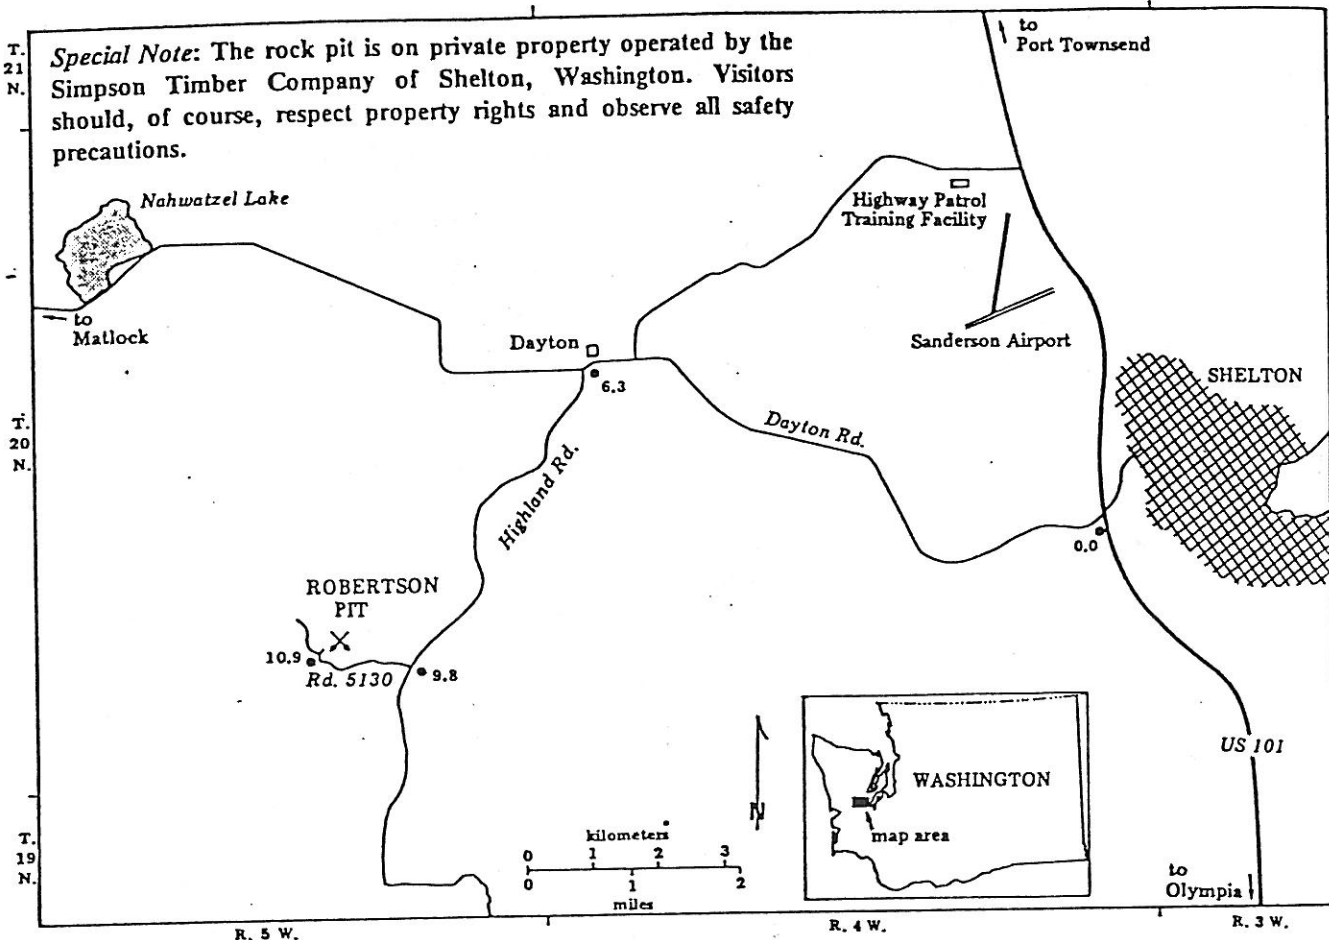 Special Note: The rock pit is on private property operated by the
Simpson Timber Company of Shelton, Washington. Visitors
should, of course, respect property rights and observe all safety
precautions.
T.
21
N.
to
Port Townsend
Nahwatzel Lake
Highway Patrol
Training Facility
to
Matlock
Dayton
Sanderson Airport
6.3
SHELTON
T.
20
N.
Dayton Rd.
Highland Rd.
0.0
ROBERTSON
PIT
10.9
Rd. 5130
9.8
US 101
WASHINGTON
map area
N
kilometers
0 1 2 3
0 1 2
miles
T.
19
N.
to
Olympia
R. 5 W.
R. 4 W.
R. 3 W.